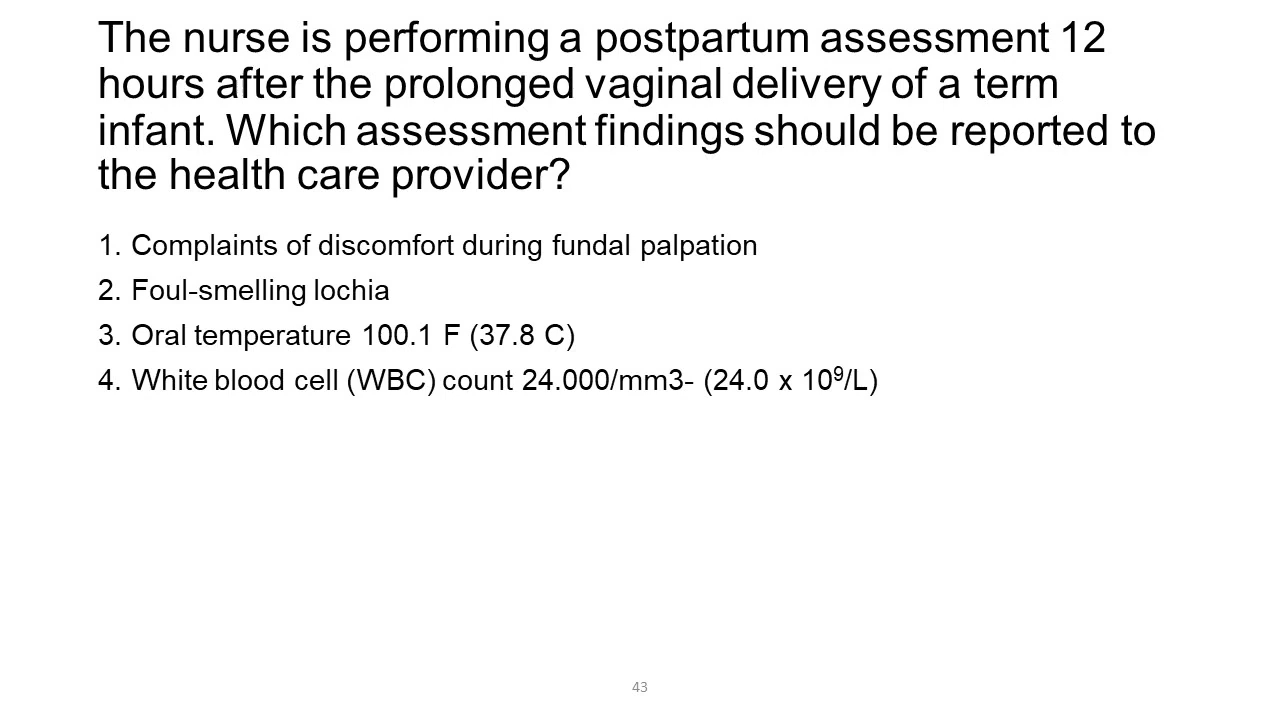 The nurse is performing a postpartum assessment 12
hours after the prolonged vaginal delivery of a term
infant. Which assessment findings should be reported to
the health care provider?
1. Complaints of discomfort during fundal palpation
2. Foul-smelling lochia
3. Oral temperature 100.1 F (37.8 C)
4. White blood cell (WBC) count 24.000/mm3- (24.0 x 10⁹/L)
43